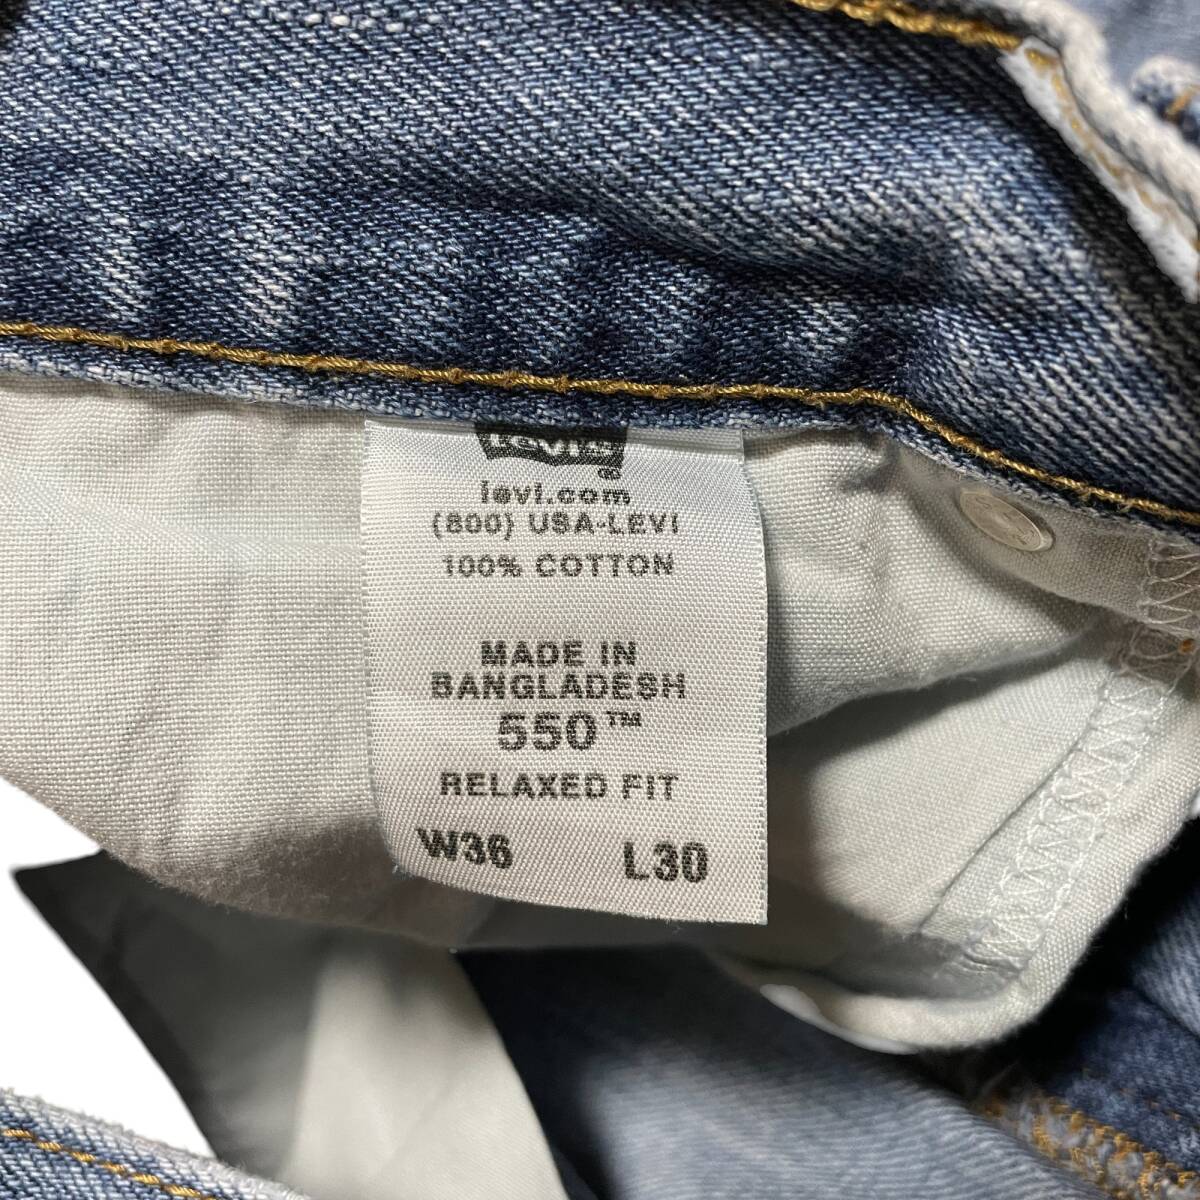 Levi's
®
levi.com
(800) USA-LEVI
100% COTTON
MADE IN
BANGLADESH
550™
RELAXED FIT
W36 L30